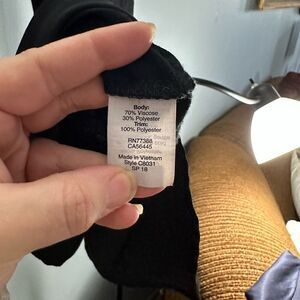 Body:
70% Viscose
30% Polyester
Trim:
100% Polyester
RN77388
CA56445
Made in Vietnam
Style C8031
SP 18